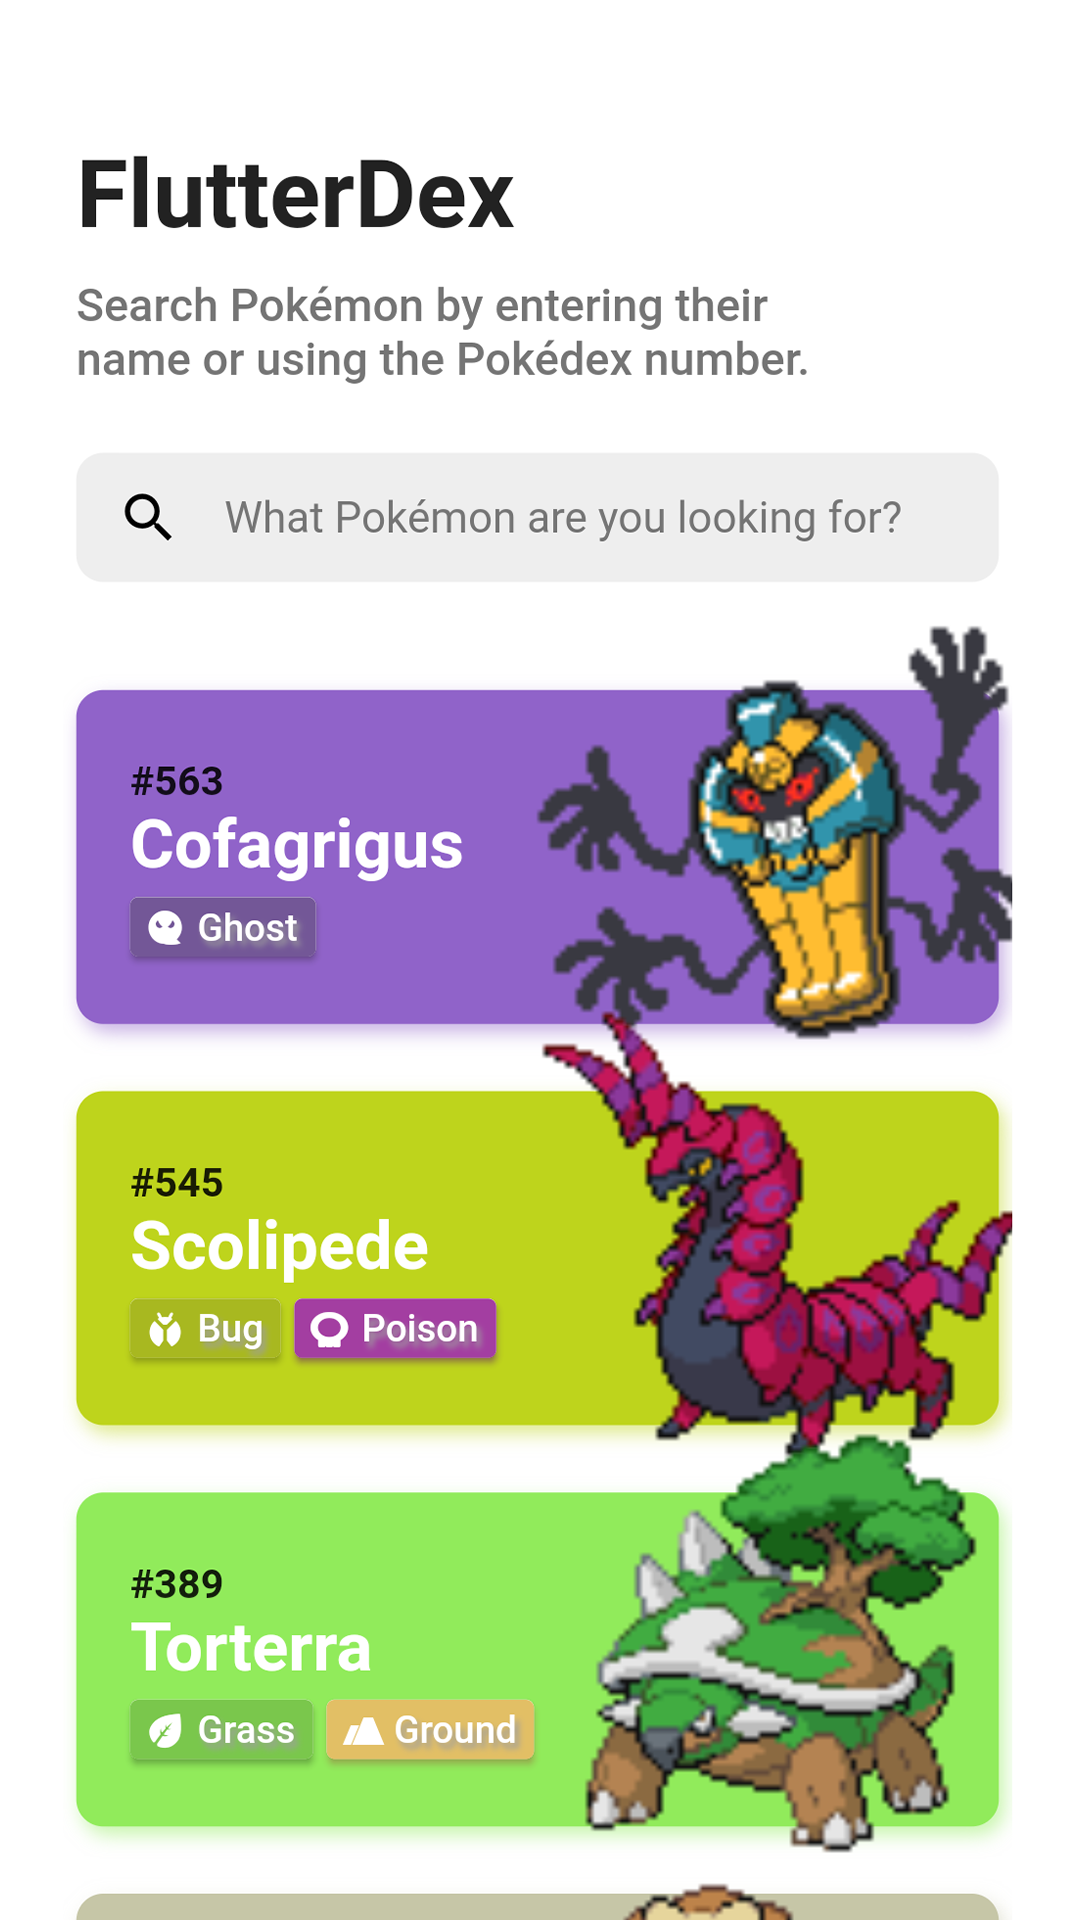 FlutterDex
Search Pokémon by entering their
name or using the Pokédex number.
What Pokémon are you looking for?
#563
Cofagrigus
Ghost
#545
Scolipede
Bug Poison
#389
Torterra
Grass Ground